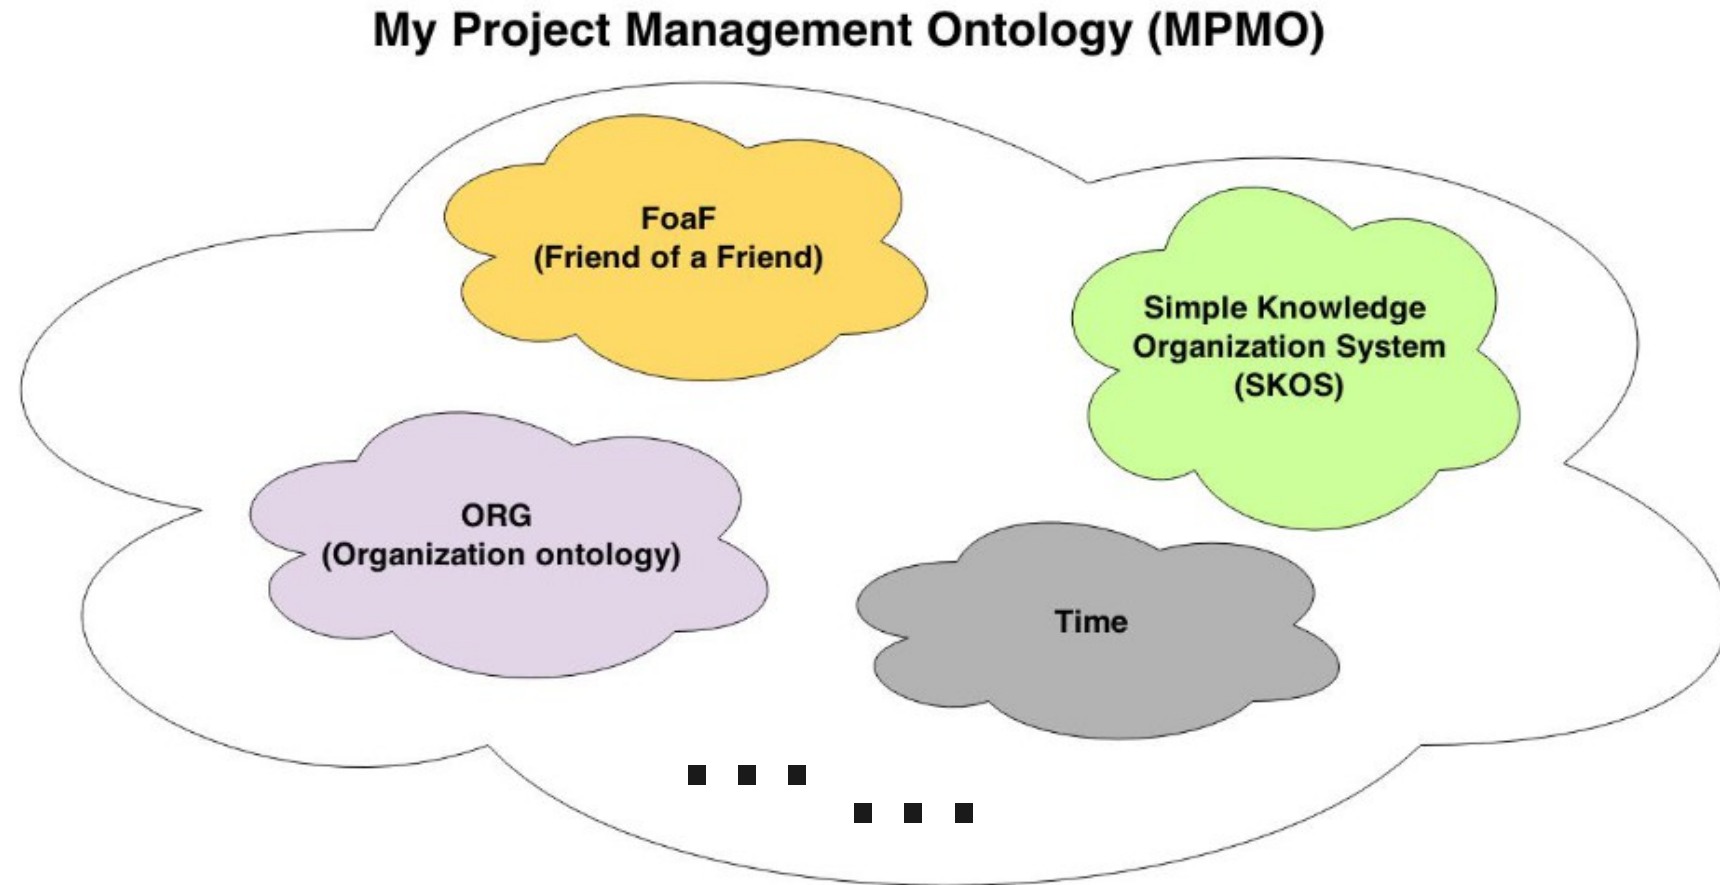 My Project Management Ontology (MPMO)
FoaF
(Friend of a Friend)
Simple Knowledge
Organization System
(SKOS)
ORG
(Organization ontology)
Time